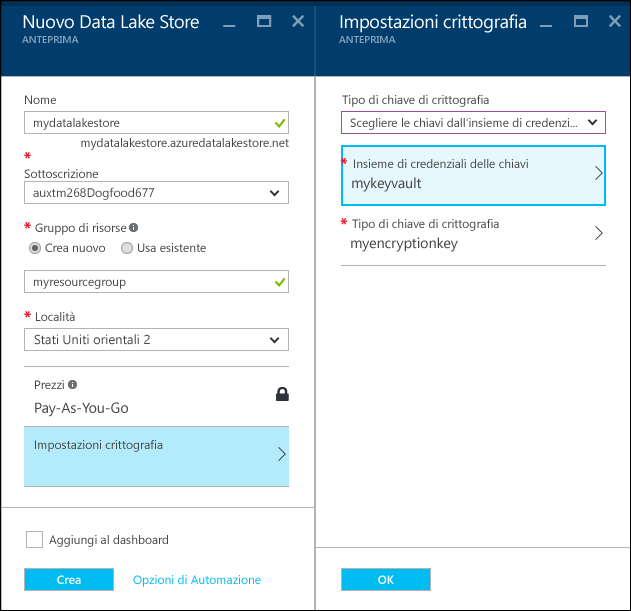 Nuovo Data Lake Store
ANTEPRIMA
Nome
mydatalakestore
mydatalakestore.azuredatalakestore.net
*
Sottoscrizione
auxtm268Dogfood677
* Gruppo di risorse
Crea nuovo Usa esistente
myresourcegroup
* Località
Stati Uniti orientali 2
Prezzi
Pay-As-You-Go
Impostazioni crittografia
Aggiungi al dashboard
Crea Opzioni di Automazione
Impostazioni crittografia
ANTEPRIMA
Tipo di chiave di crittografia
Scegliere le chiavi dall'insieme di credenzi...
* Insieme di credenziali delle chiavi
mykeyvault
* Tipo di chiave di crittografia
myencryptionkey
OK